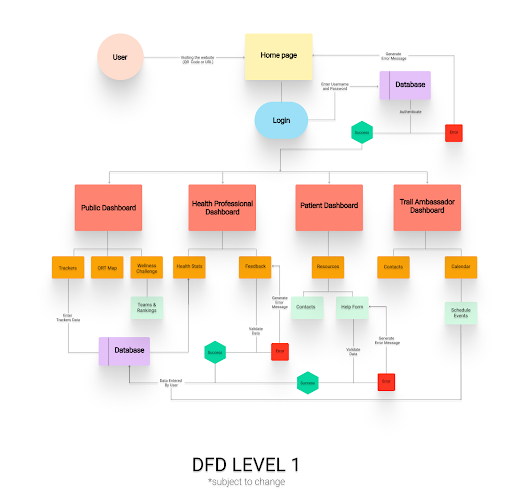 User
Visiting the website
(QR Code or URL)
Home page
Generate
Error Message
Enter Username
and Password
Database
Login
Authenticate
Success
Error
Public Dashboard
Health Professional
Dashboard
Patient Dashboard
Trail Ambassador
Dashboard
Trackers
ORT Map
Wellness
Challenge
Health Stats
Feedback
Resources
Contacts
Calendar
Teams &
Rankings
Contacts
Help Form
Schedule
Events
Enter
Trackers Data
Generate
Error
Message
Validate
Data
Generate
Error Message
Validate
Data
Database
Success
Error
Data Entered
By User
Success
Error
DFD LEVEL 1
*subject to change